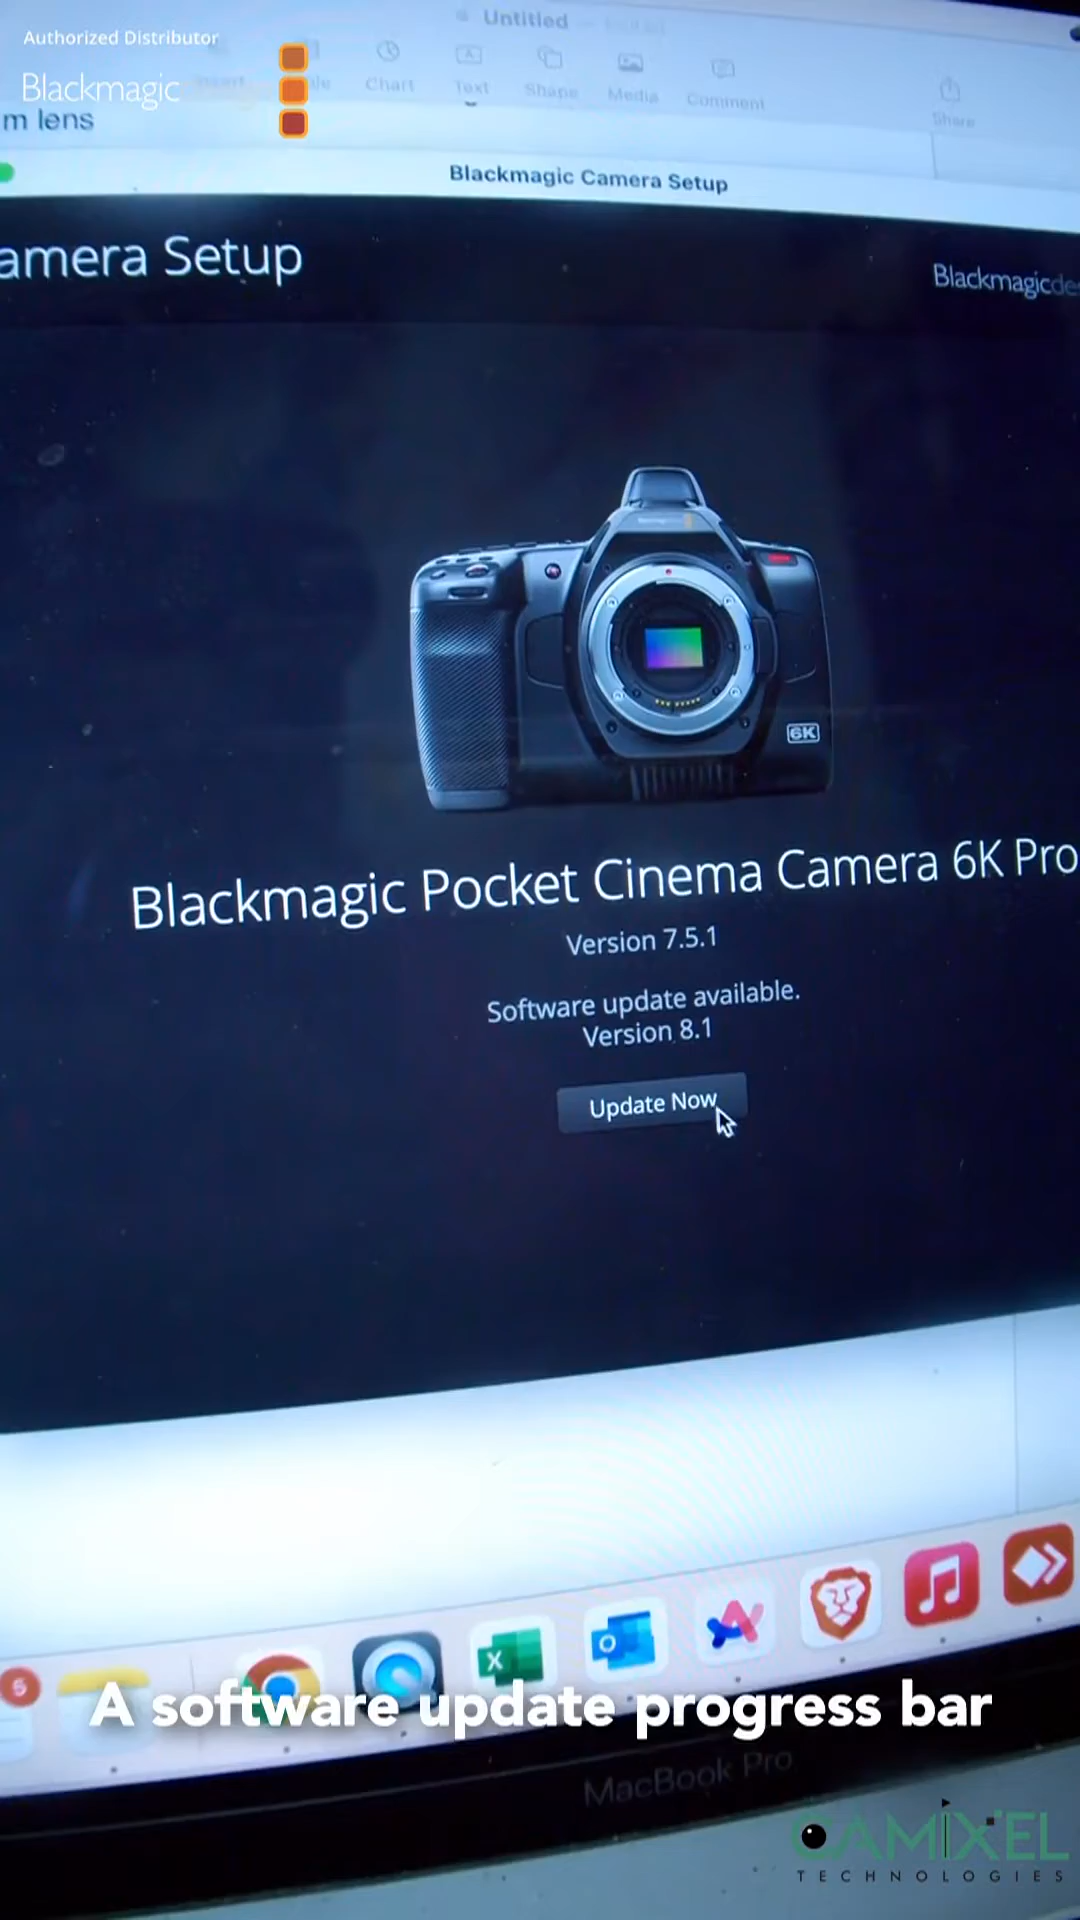 Authorized Distributor
Untitled
Blackmagic
Chart
Text
Shape
Media
Comment
Share
m lens
Blackmagic Camera Setup
amera Setup
Blackmagicde
6K
Blackmagic Pocket Cinema Camera 6K Pro
Version 7.5.1
Software update available.
Version 8.1
Update Now
5
A software update progress bar
MacBook Pro
CAMIXEL
TECHNOLOGIES